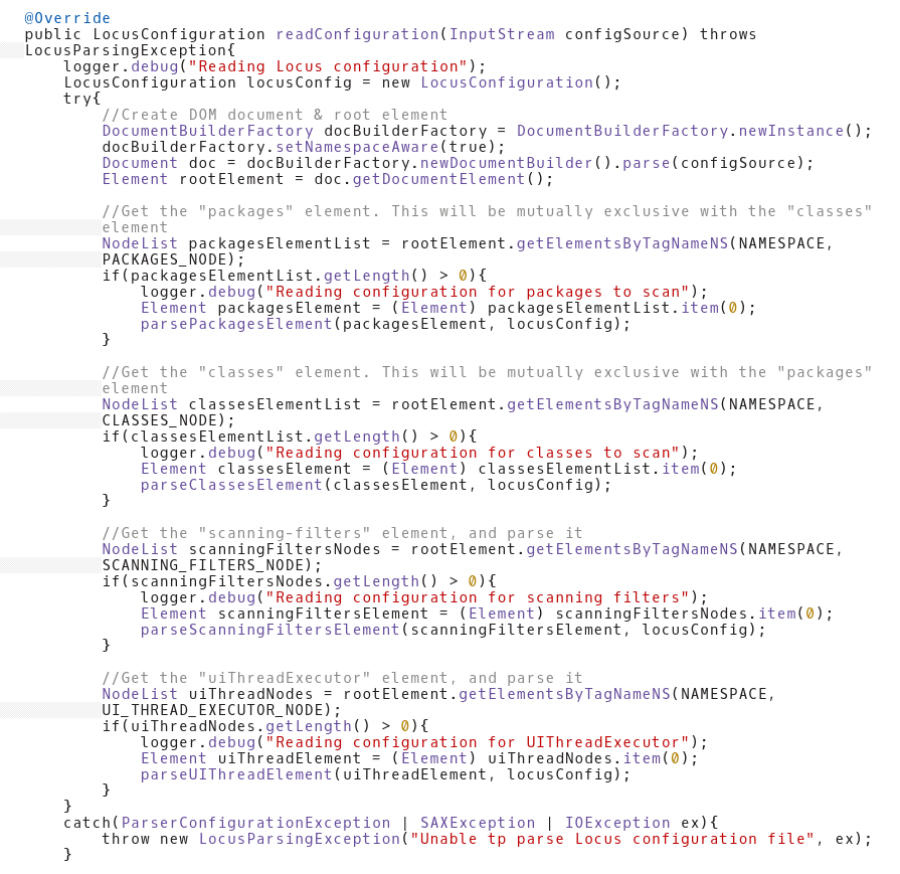 @Override
public LocusConfiguration readConfiguration(InputStream configSource) throws
LocusParsingException{
    logger.debug("Reading Locus configuration");
    LocusConfiguration locusConfig = new LocusConfiguration();
    try{
        //Create DOM document & root element
        DocumentBuilderFactory docBuilderFactory = DocumentBuilderFactory.newInstance();
        docBuilderFactory.setNamespaceAware(true);
        Document doc = docBuilderFactory.newDocumentBuilder().parse(configSource);
        Element rootElement = doc.getDocumentElement();

        //Get the "packages" element. This will be mutually exclusive with the "classes"
        element
        NodeList packagesElementList = rootElement.getElementsByTagNameNS(NAMESPACE,
        PACKAGES_NODE);
        if(packagesElementList.getLength() > 0){
            logger.debug("Reading configuration for packages to scan");
            Element packagesElement = (Element) packagesElementList.item(0);
            parsePackagesElement(packagesElement, locusConfig);
        }

        //Get the "classes" element. This will be mutually exclusive with the "packages"
        element
        NodeList classesElementList = rootElement.getElementsByTagNameNS(NAMESPACE,
        CLASSES_NODE);
        if(classesElementList.getLength() > 0){
            logger.debug("Reading configuration for classes to scan");
            Element classesElement = (Element) classesElementList.item(0);
            parseClassesElement(classesElement, locusConfig);
        }

        //Get the "scanning-filters" element, and parse it
        NodeList scanningFiltersNodes = rootElement.getElementsByTagNameNS(NAMESPACE,
        SCANNING_FILTERS_NODE);
        if(scanningFiltersNodes.getLength() > 0){
            logger.debug("Reading configuration for scanning filters");
            Element scanningFiltersElement = (Element) scanningFiltersNodes.item(0);
            parseScanningFiltersElement(scanningFiltersElement, locusConfig);
        }

        //Get the "uiThreadExecutor" element, and parse it
        NodeList uiThreadNodes = rootElement.getElementsByTagNameNS(NAMESPACE,
        UI_THREAD_EXECUTOR_NODE);
        if(uiThreadNodes.getLength() > 0){
            logger.debug("Reading configuration for UIThreadExecutor");
            Element uiThreadElement = (Element) uiThreadNodes.item(0);
            parseUIThreadElement(uiThreadElement, locusConfig);
        }
    }
    catch(ParserConfigurationException | SAXException | IOException ex){
        throw new LocusParsingException("Unable tp parse Locus configuration file", ex);
    }